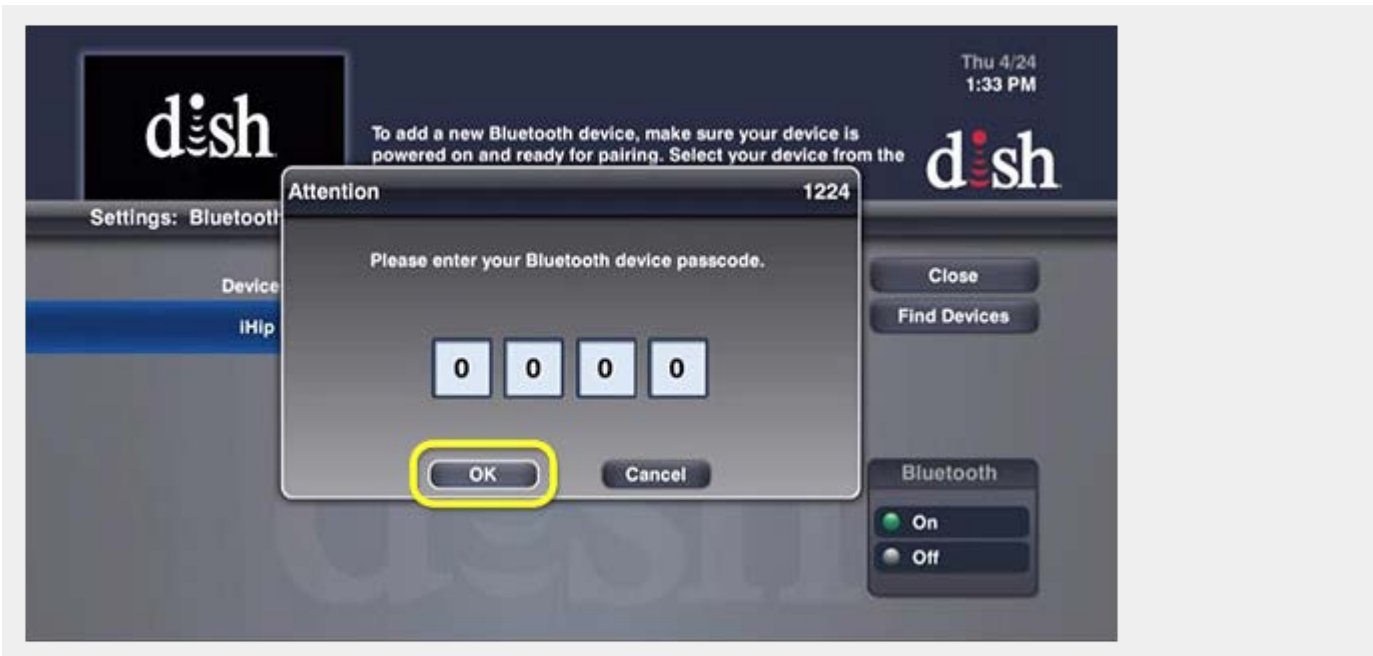 dish
Thu 4/24
1:33 PM
To add a new Bluetooth device, make sure your device is
powered on and ready for pairing. Select your device from the
dish
Attention 1224
Settings: Bluetooth
Please enter your Bluetooth device passcode.
Device
iHip
Close
Find Devices
0 0 0 0
OK Cancel
Bluetooth
On
Off
dish